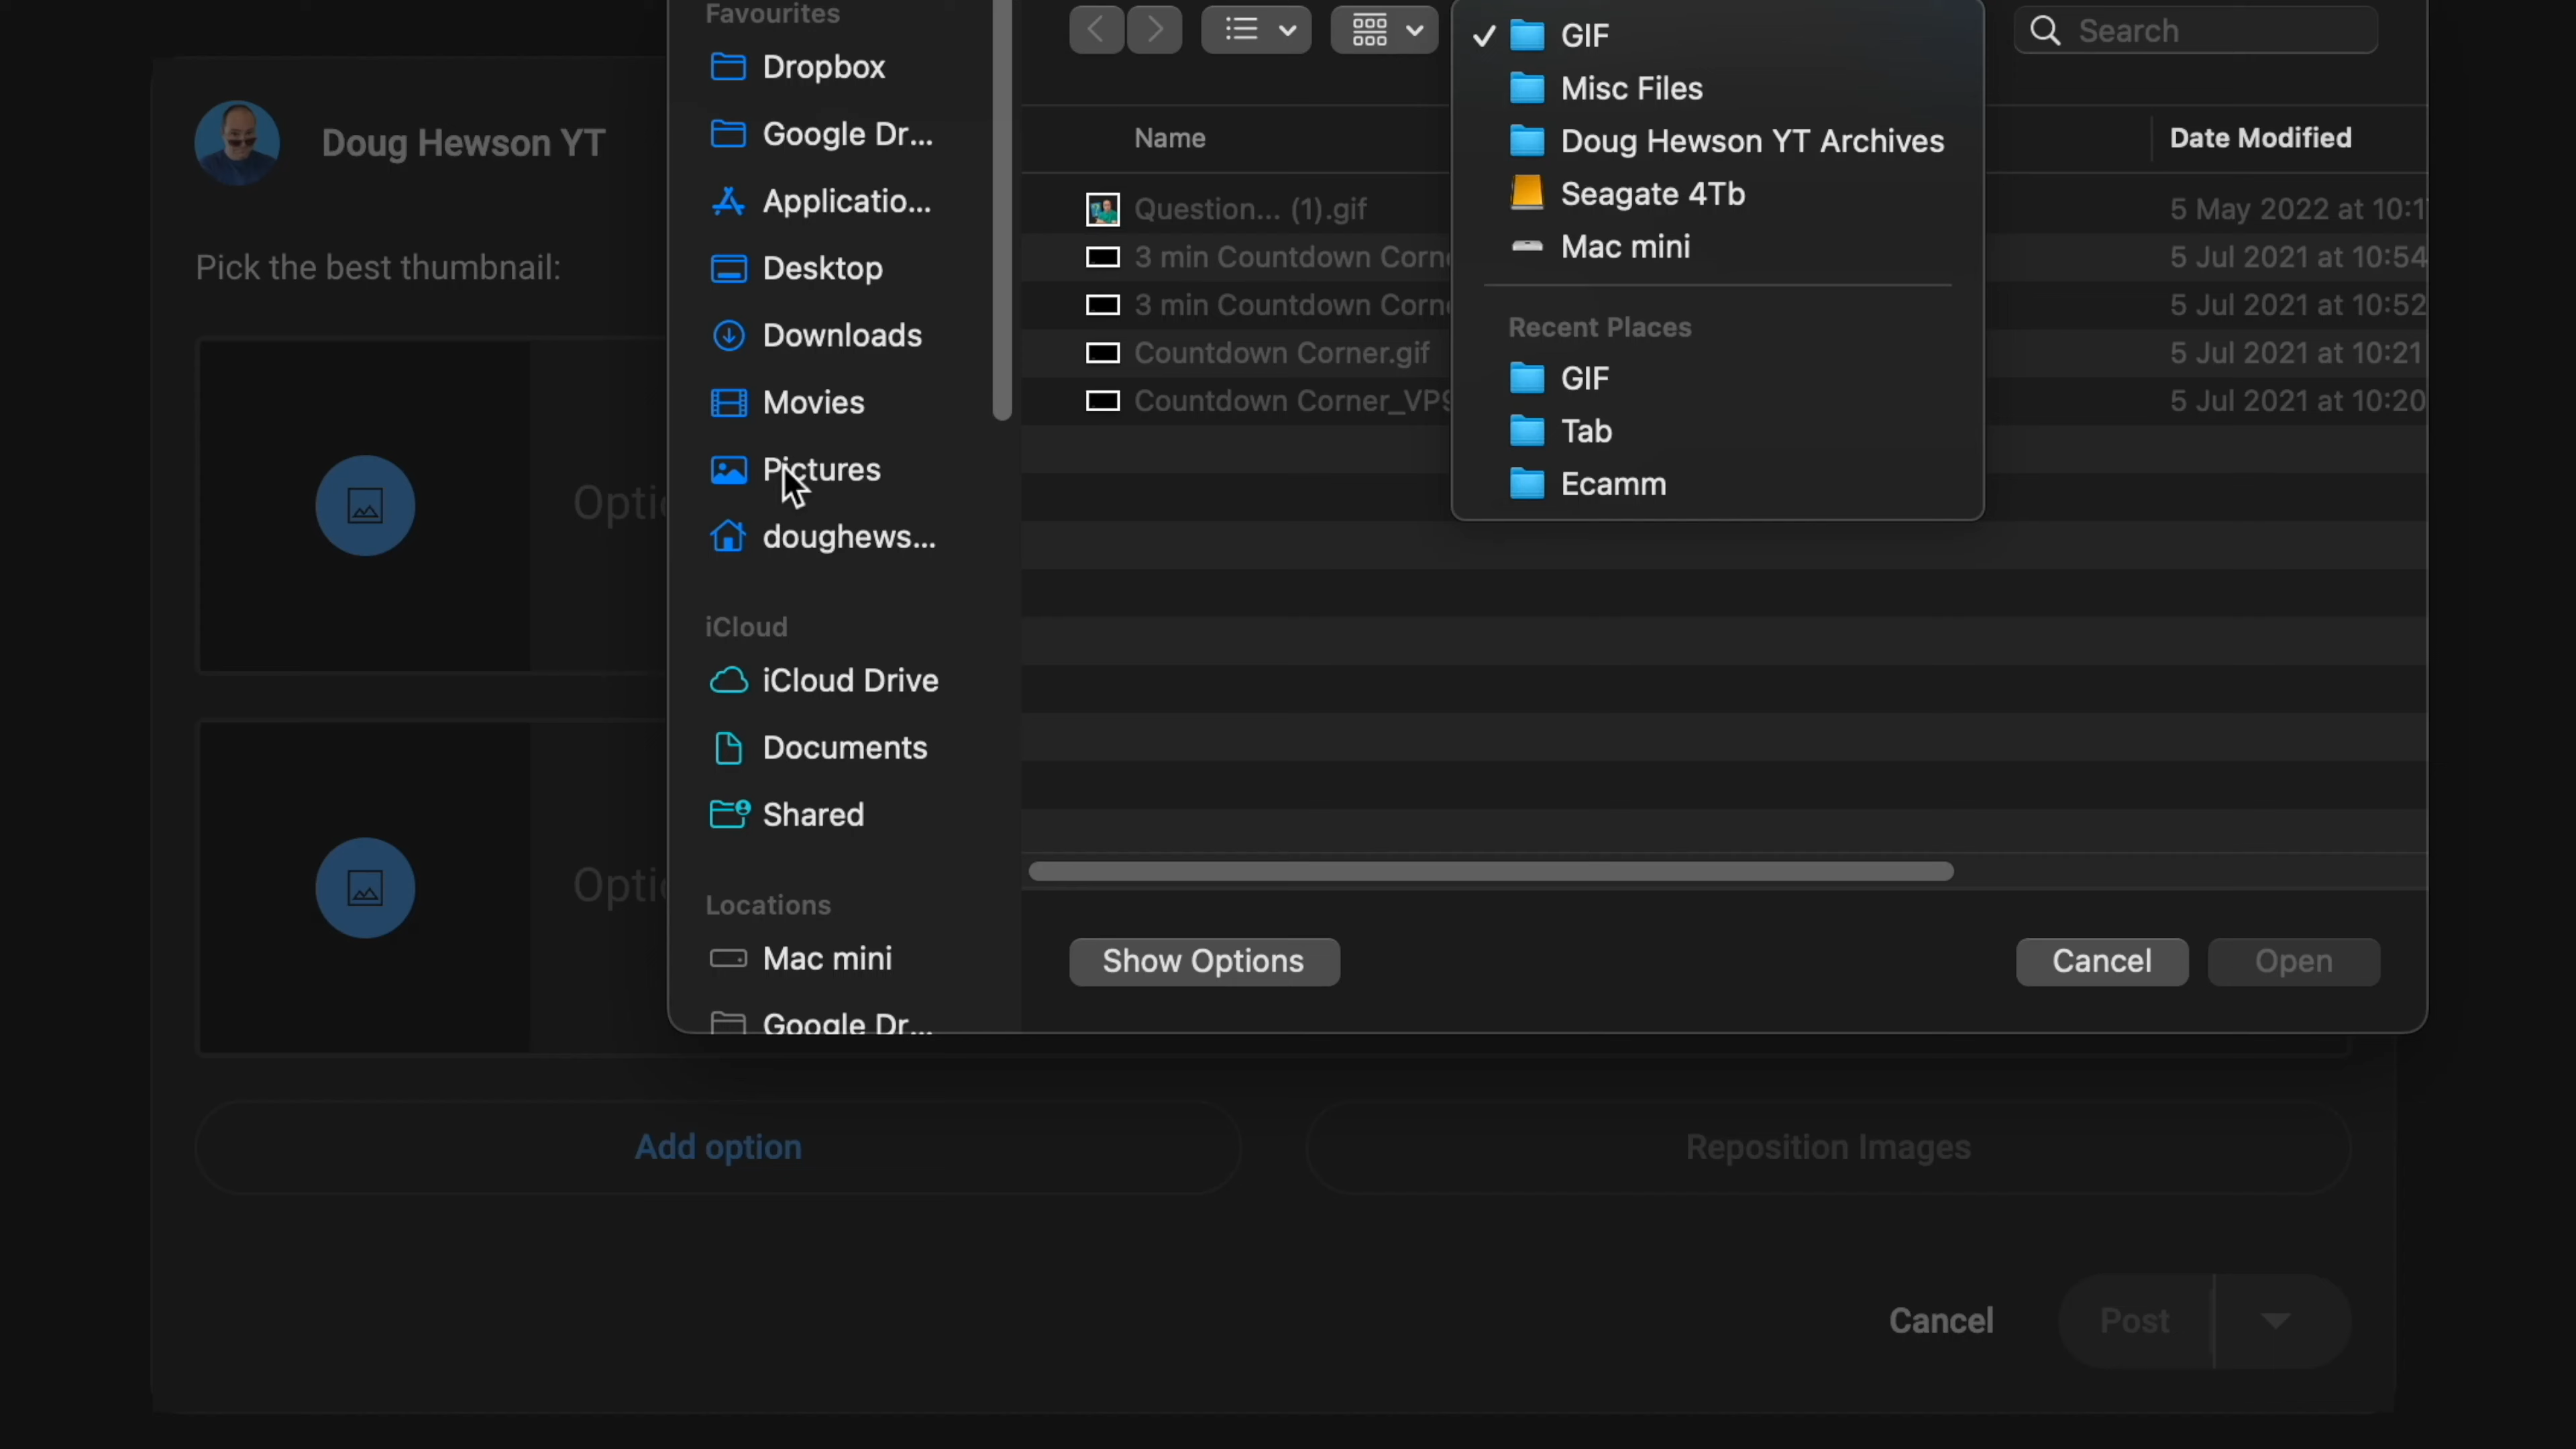 Doug Hewson YT
Pick the best thumbnail:
Optio
Optio
Add option
Reposition Images
Cancel
Post
Favourites
Dropbox
Google Dr...
Applicatio...
Desktop
Downloads
Movies
Pictures
doughews...
iCloud
iCloud Drive
Documents
Shared
Locations
Mac mini
Google Dr...
Search
Name
Date Modified
Question... (1).gif
5 May 2022 at 10:1
3 min Countdown Corne
5 Jul 2021 at 10:54
3 min Countdown Corne
5 Jul 2021 at 10:52
Countdown Corner.gif
5 Jul 2021 at 10:21
Countdown Corner_VP9
5 Jul 2021 at 10:20
GIF
Misc Files
Doug Hewson YT Archives
Seagate 4Tb
Mac mini
Recent Places
GIF
Tab
Ecamm
Show Options
Cancel
Open